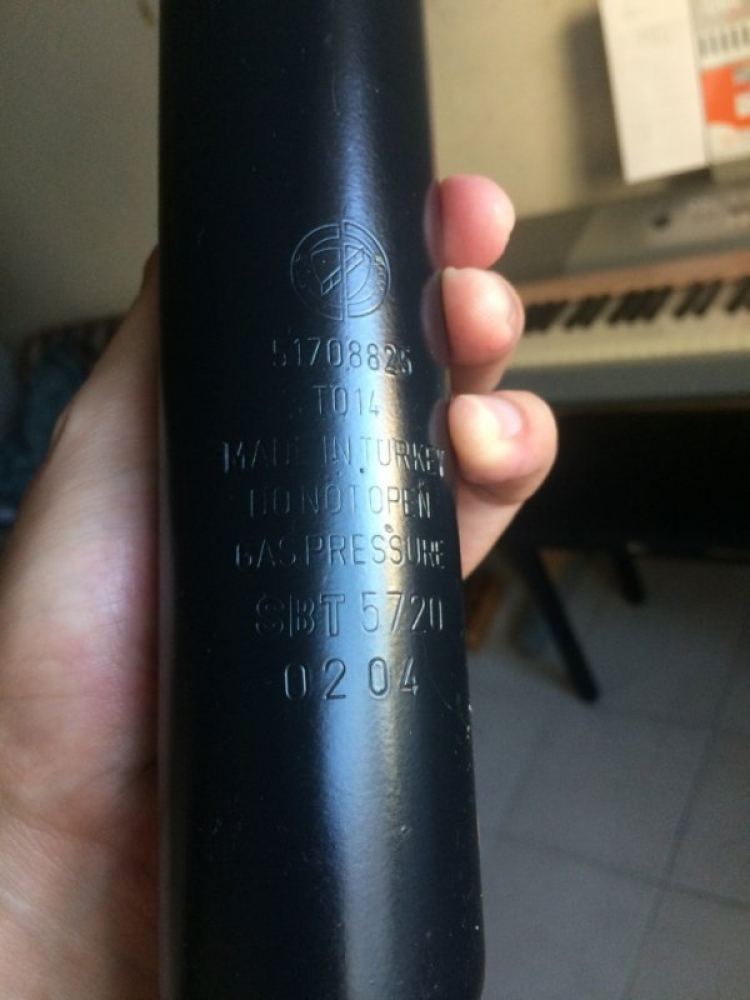 51708825
T014
MADE IN TURKEY
DO NOT OPEN
GAS.PRESSURE
SBT 5720
0204